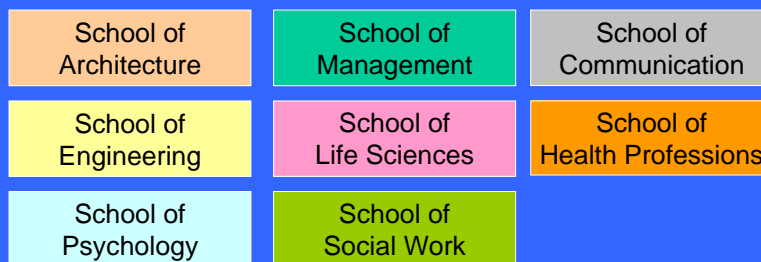 School of
Architecture
School of
Management
School of
Communication
School of
Engineering
School of
Life Sciences
School of
Health Professions
School of
Psychology
School of
Social Work